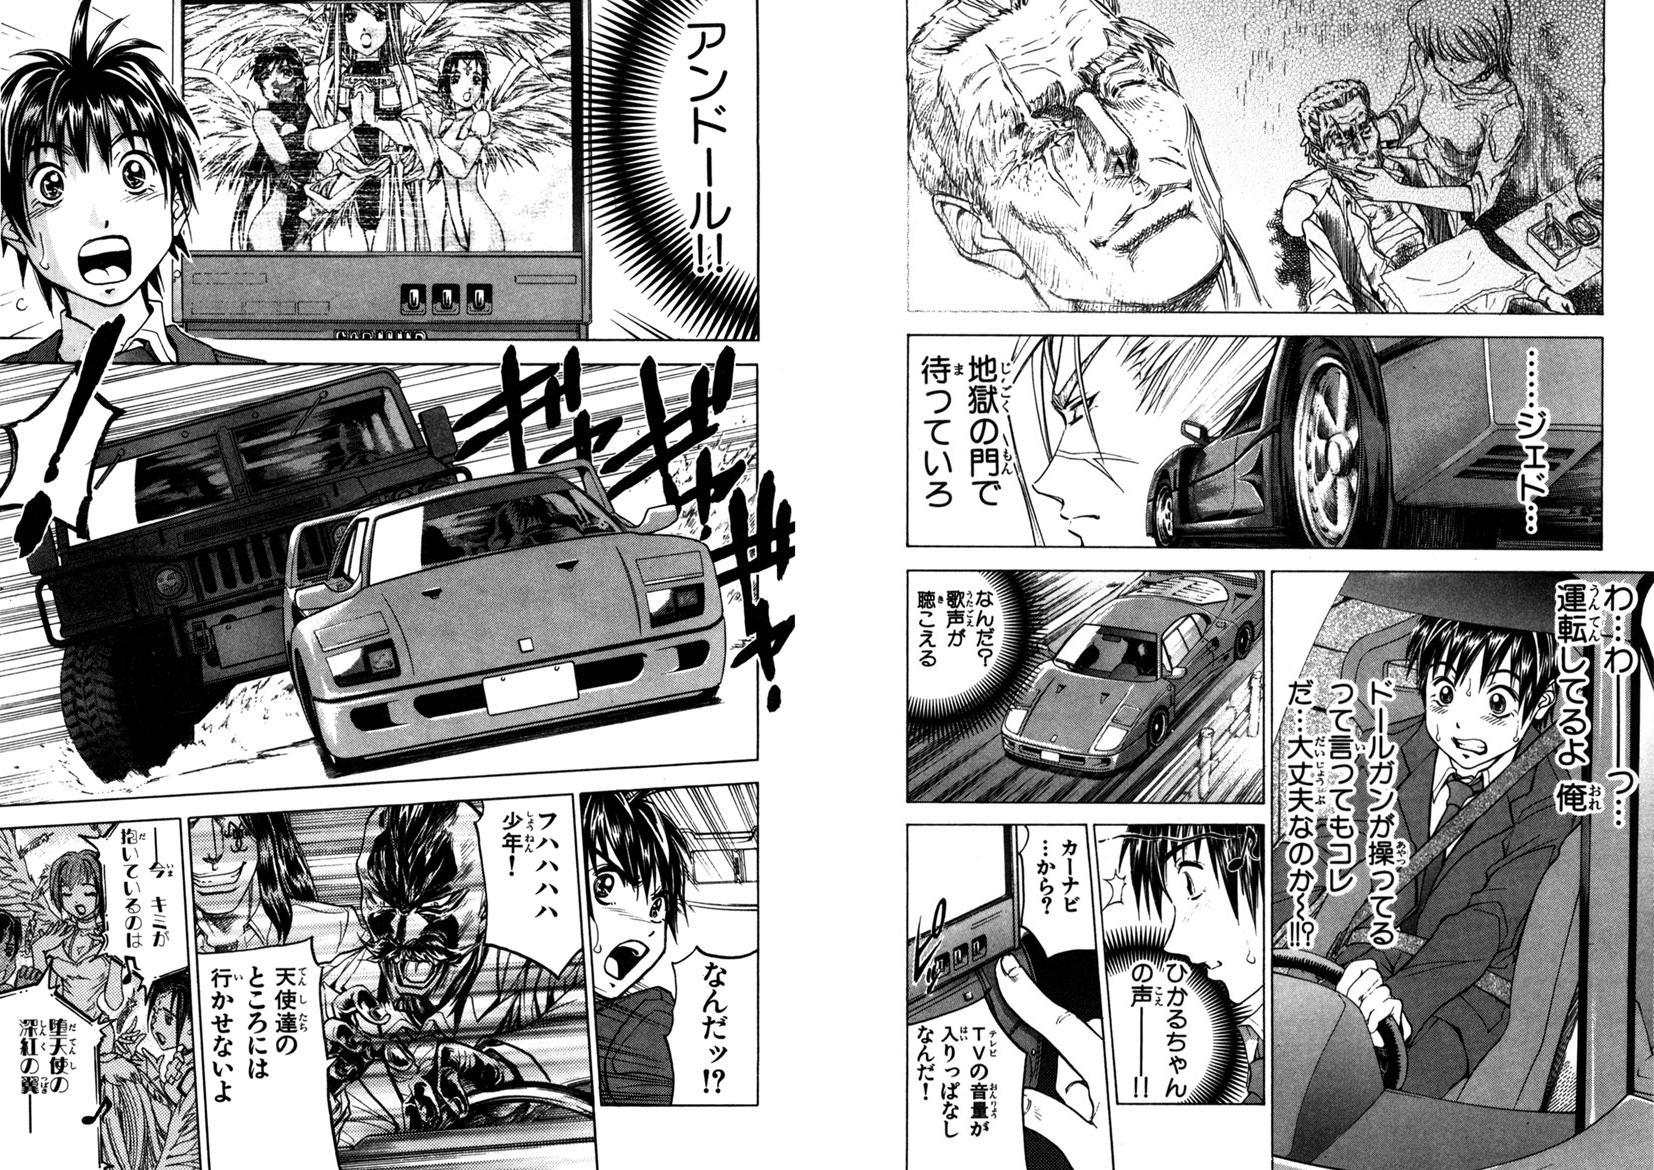 ……ジェド…
地獄の門で
待っていろ
わ…わ――っ…
運転してるよ 俺
ドールガンが操ってる
って言ってもコレ
だ…大丈夫なのか〜!!?
なんだ?
歌声が
聴こえる
ひかるちゃん
の声――!!
カーナビ
…から?
ピッ
TVの音量が
入りっぱなし
なんだ!
アンドール!!
!
ギャギャギャギャ!
なんだッ!?
フハハハハ
少年!
天使達の
ところには
行かせないよ
――今 キミが
抱いているのは
堕天使の
深紅の翼――